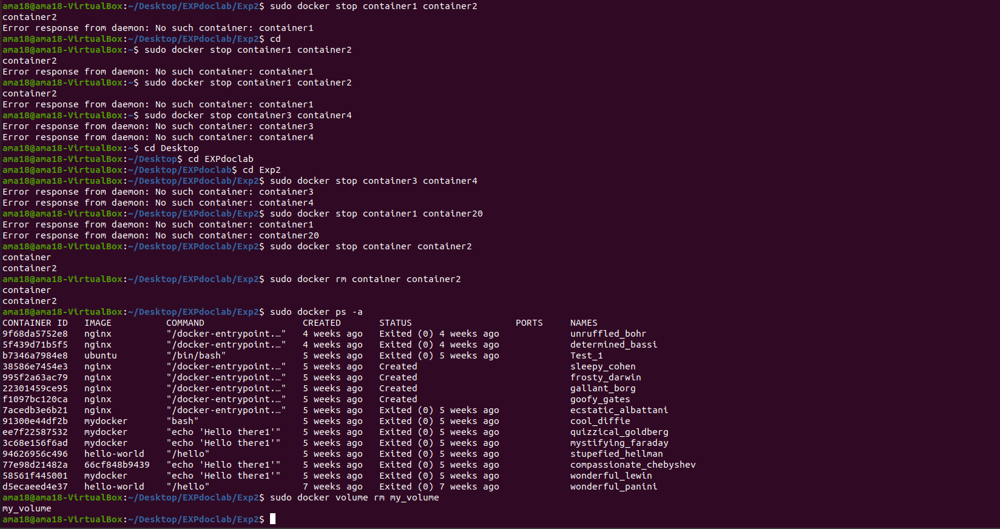 ama18@ama18-VirtualBox:~/Desktop/EXPdoclab/Exp2$ sudo docker stop container1 container2
container2
Error response from daemon: No such container: container1
ama18@ama18-VirtualBox:~/Desktop/EXPdoclab/Exp2$ cd
ama18@ama18-VirtualBox:~$ sudo docker stop container1 container2
container2
Error response from daemon: No such container: container1
ama18@ama18-VirtualBox:~$ sudo docker stop container1 container2
container2
Error response from daemon: No such container: container1
ama18@ama18-VirtualBox:~$ sudo docker stop container3 container4
Error response from daemon: No such container: container3
Error response from daemon: No such container: container4
ama18@ama18-VirtualBox:~$ cd Desktop
ama18@ama18-VirtualBox:~/Desktop$ cd EXPdoclab
ama18@ama18-VirtualBox:~/Desktop/EXPdoclab$ cd Exp2
ama18@ama18-VirtualBox:~/Desktop/EXPdoclab/Exp2$ sudo docker stop container3 container4
Error response from daemon: No such container: container3
Error response from daemon: No such container: container4
ama18@ama18-VirtualBox:~/Desktop/EXPdoclab/Exp2$ sudo docker stop container1 container20
Error response from daemon: No such container: container1
Error response from daemon: No such container: container20
ama18@ama18-VirtualBox:~/Desktop/EXPdoclab/Exp2$ sudo docker stop container container2
container
container2
ama18@ama18-VirtualBox:~/Desktop/EXPdoclab/Exp2$ sudo docker rm container container2
container
container2
ama18@ama18-VirtualBox:~/Desktop/EXPdoclab/Exp2$ sudo docker ps -a
CONTAINER ID   IMAGE          COMMAND                  CREATED       STATUS                   PORTS     NAMES
9f68da5752e8   nginx          "/docker-entrypoint.…"   4 weeks ago   Exited (0) 4 weeks ago             unruffled_bohr
5f439d71b5f5   nginx          "/docker-entrypoint.…"   4 weeks ago   Exited (0) 4 weeks ago             determined_bassi
b7346a7984e8   ubuntu         "/bin/bash"              5 weeks ago   Exited (0) 5 weeks ago             Test_1
38586e7454e3   nginx          "/docker-entrypoint.…"   5 weeks ago   Created                            sleepy_cohen
995f2a63ac79   nginx          "/docker-entrypoint.…"   5 weeks ago   Created                            frosty_darwin
22301459ce95   nginx          "/docker-entrypoint.…"   5 weeks ago   Created                            gallant_borg
f1097bc120ca   nginx          "/docker-entrypoint.…"   5 weeks ago   Created                            goofy_gates
7acedb3e6b21   nginx          "/docker-entrypoint.…"   5 weeks ago   Exited (0) 5 weeks ago             ecstatic_albattani
91300e44df2b   mydocker       "bash"                   5 weeks ago   Exited (0) 5 weeks ago             cool_diffie
ee7f22587532   mydocker       "echo 'Hello there1'"    5 weeks ago   Exited (0) 5 weeks ago             quizzical_goldberg
3c68e156f6ad   mydocker       "echo 'Hello there1'"    5 weeks ago   Exited (0) 5 weeks ago             mystifying_faraday
94626956c496   hello-world    "/hello"                 5 weeks ago   Exited (0) 5 weeks ago             stupefied_hellman
77e98d21482a   66cf848b9439   "echo 'Hello there1'"    5 weeks ago   Exited (0) 5 weeks ago             compassionate_chebyshev
58561f445001   mydocker       "echo 'Hello there1'"    5 weeks ago   Exited (0) 5 weeks ago             wonderful_lewin
d5ecaeed4e37   hello-world    "/hello"                 7 weeks ago   Exited (0) 7 weeks ago             wonderful_panini
ama18@ama18-VirtualBox:~/Desktop/EXPdoclab/Exp2$ sudo docker volume rm my_volume
my_volume
ama18@ama18-VirtualBox:~/Desktop/EXPdoclab/Exp2$